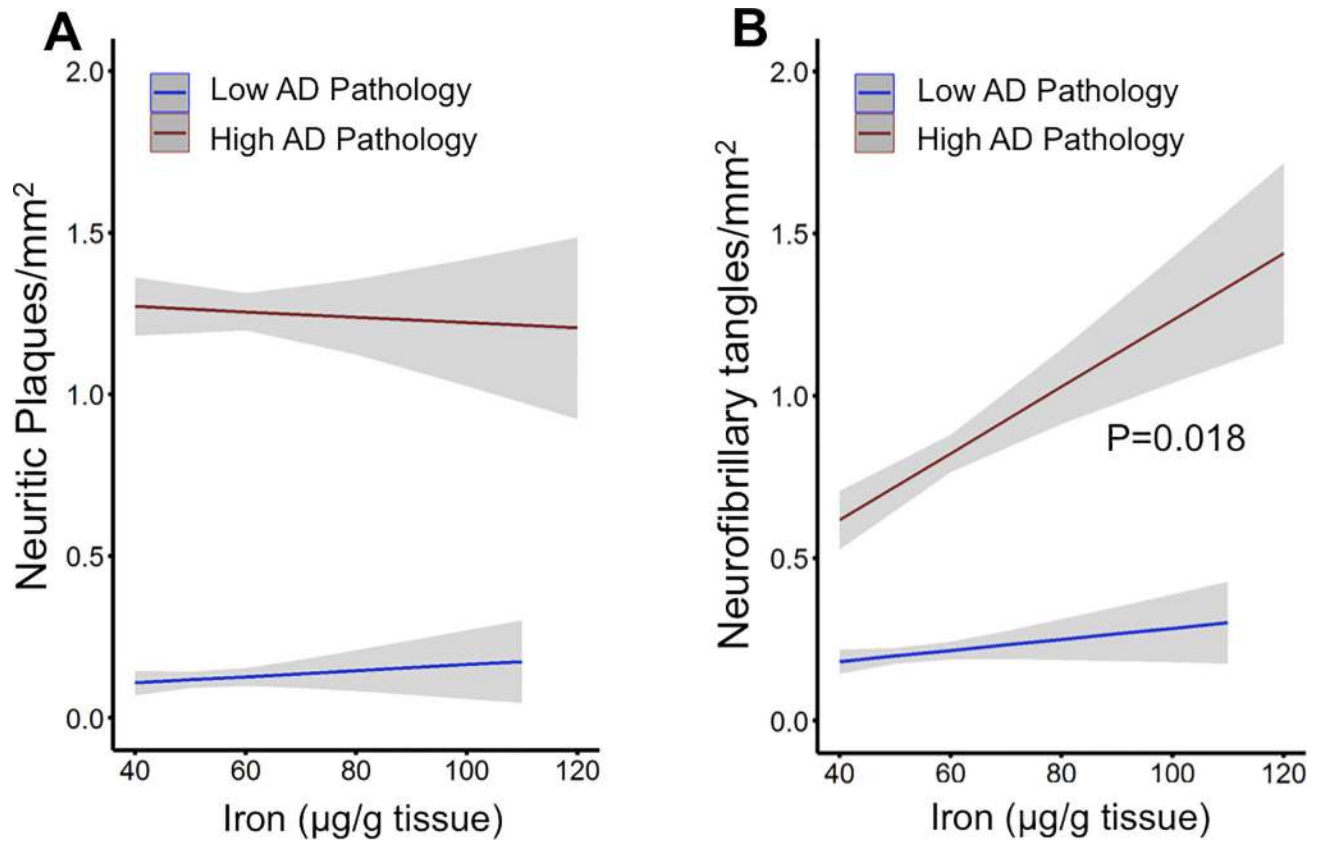 A
Low AD Pathology
High AD Pathology
Neuritic Plaques/mm²
2.0
1.5
1.0
0.5
0.0
40 60 80 100 120
Iron (µg/g tissue)
B
Low AD Pathology
High AD Pathology
Neurofibrillary tangles/mm²
2.0
1.5
1.0
0.5
0.0
P=0.018
40 60 80 100 120
Iron (µg/g tissue)